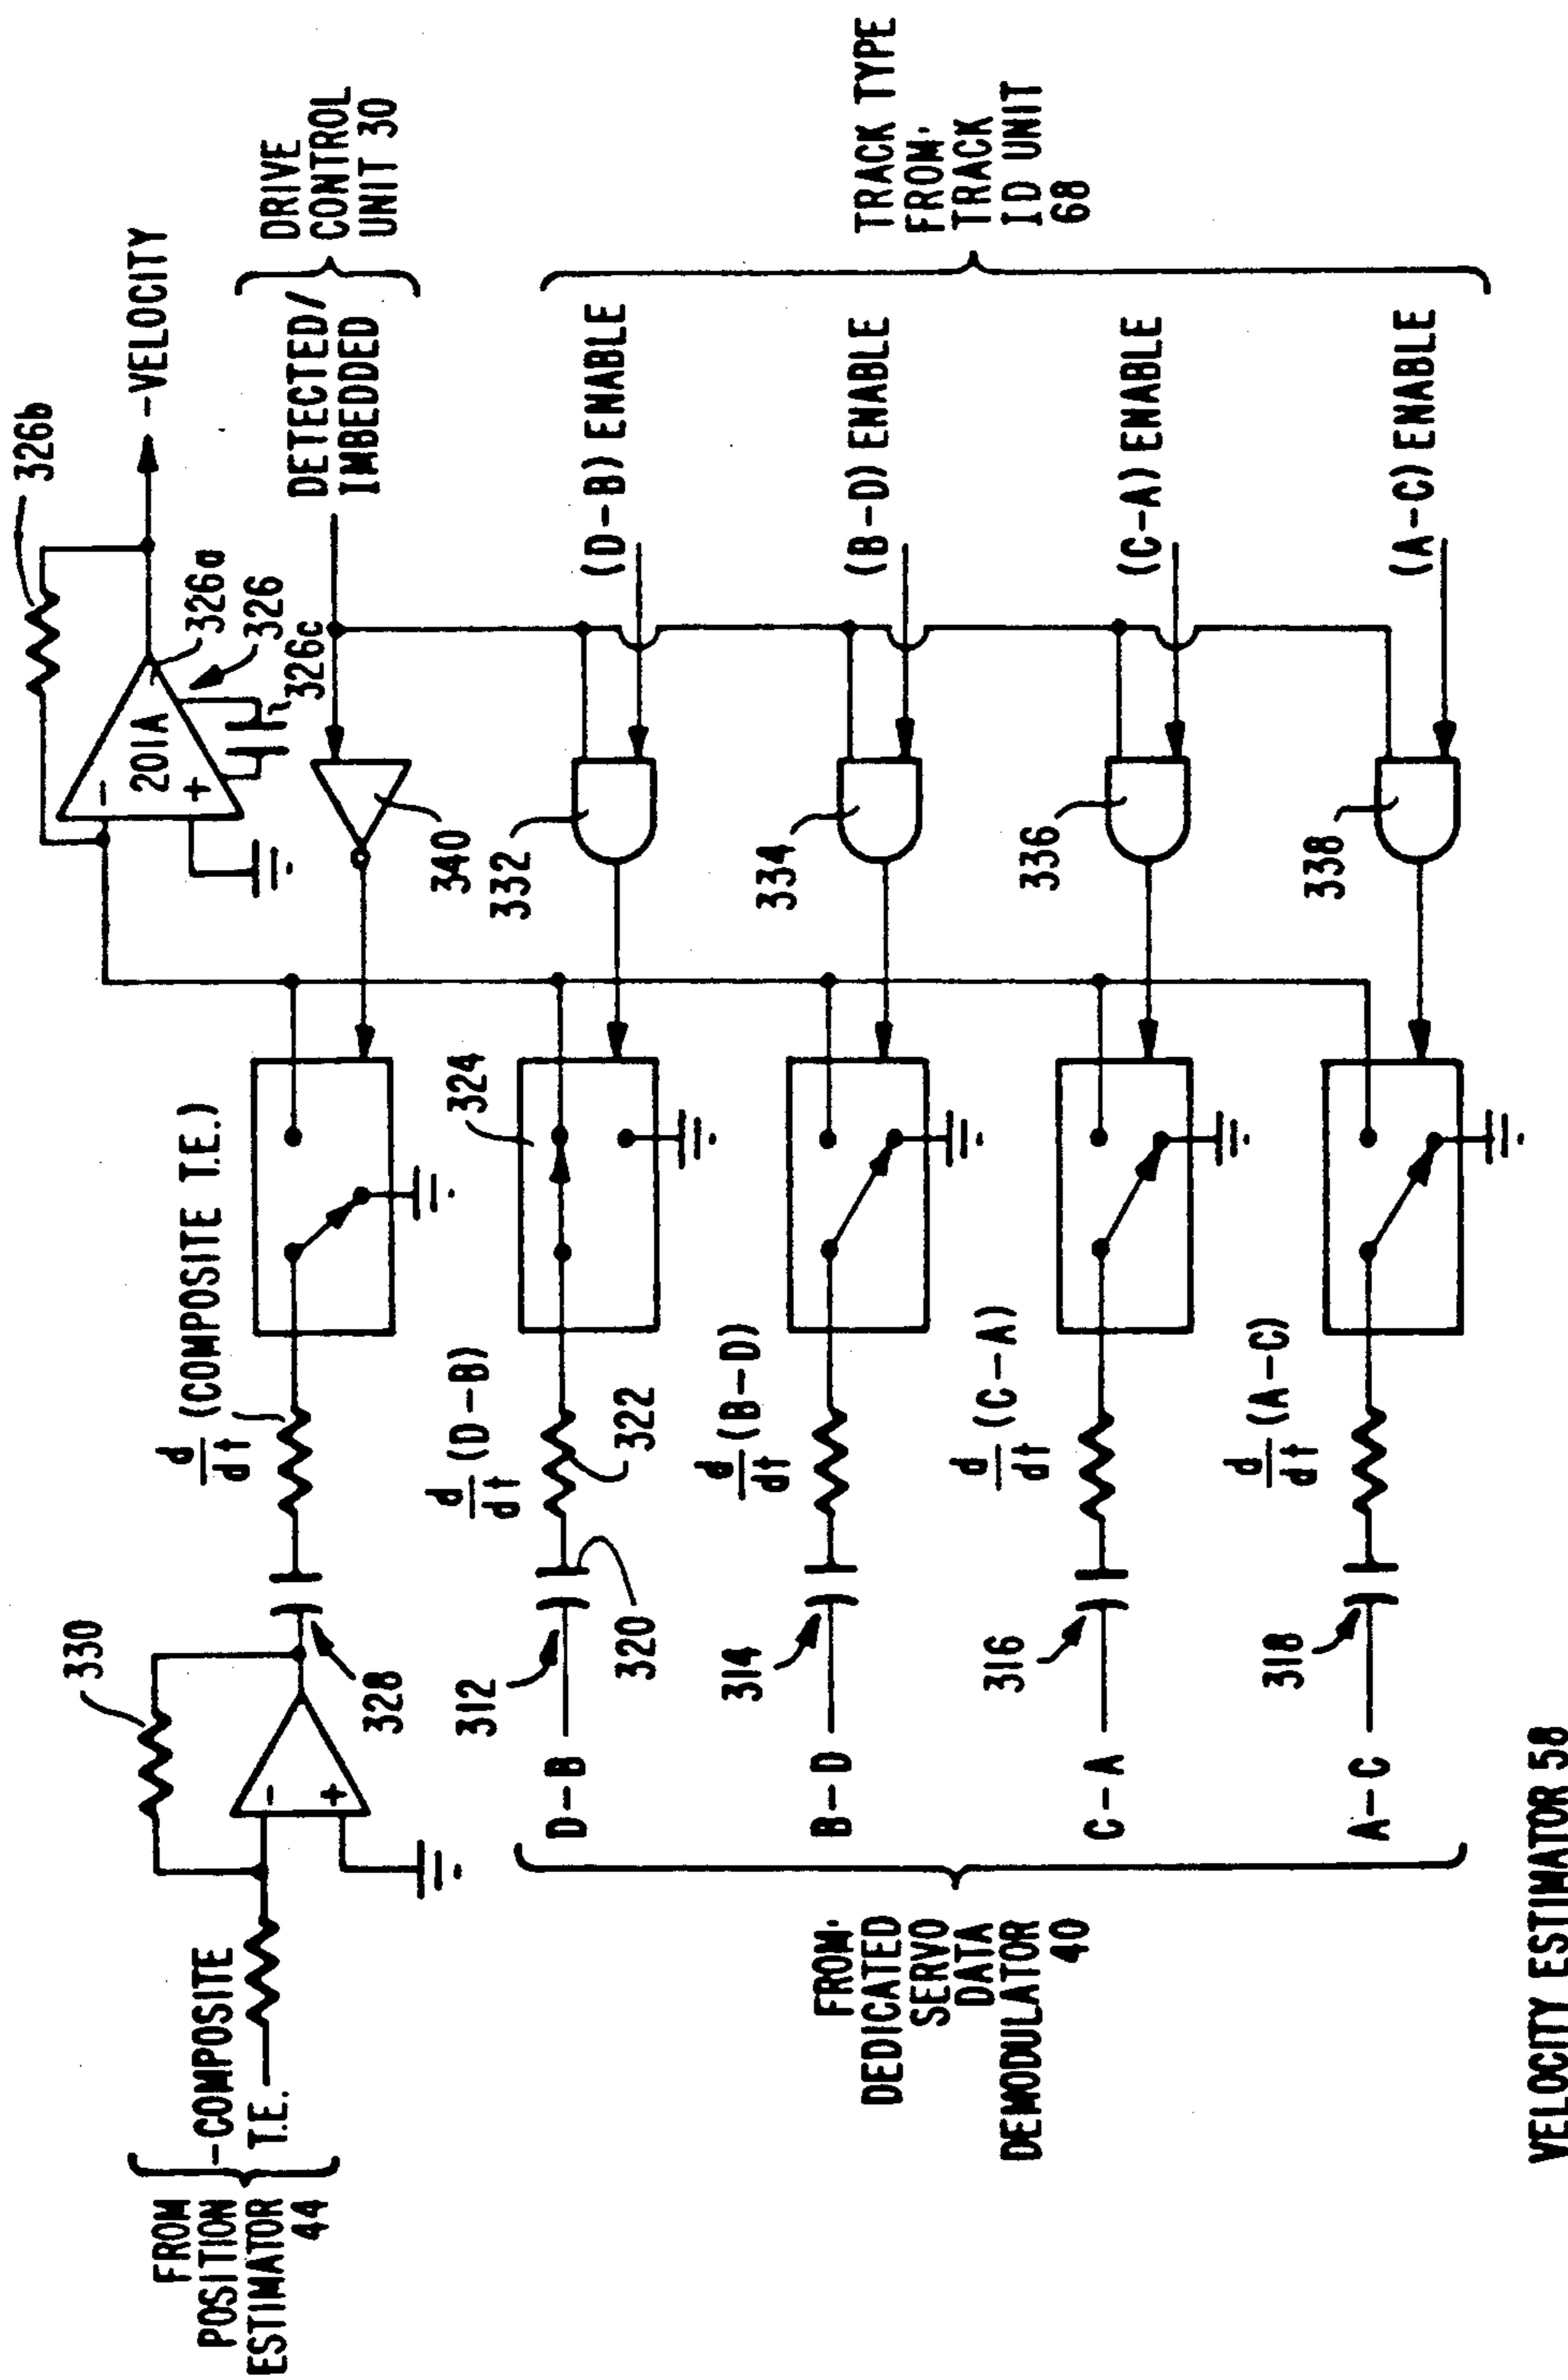 FROM
POSITION
ESTIMATOR
44
-COMPOSITE
T.E.
330
328
d/dt (COMPOSITE T.E.)
201A
-
+
-
+
326b
326a
326
326c
-VELOCITY
DETECTED/
IMBEDDED
DRIVE
CONTROL
UNIT 30
340
FROM:
DEDICATED
SERVO
DATA
DEMODULATOR
40
D-B
312
320
d/dt (D-B)
322
324
332
(D-B) ENABLE
B-D
314
d/dt (B-D)
334
(B-D) ENABLE
C-A
316
d/dt (C-A)
336
(C-A) ENABLE
A-C
318
d/dt (A-C)
338
(A-C) ENABLE
TRACK TYPE
FROM:
TRACK
ID UNIT
68
VELOCITY ESTIMATOR 58